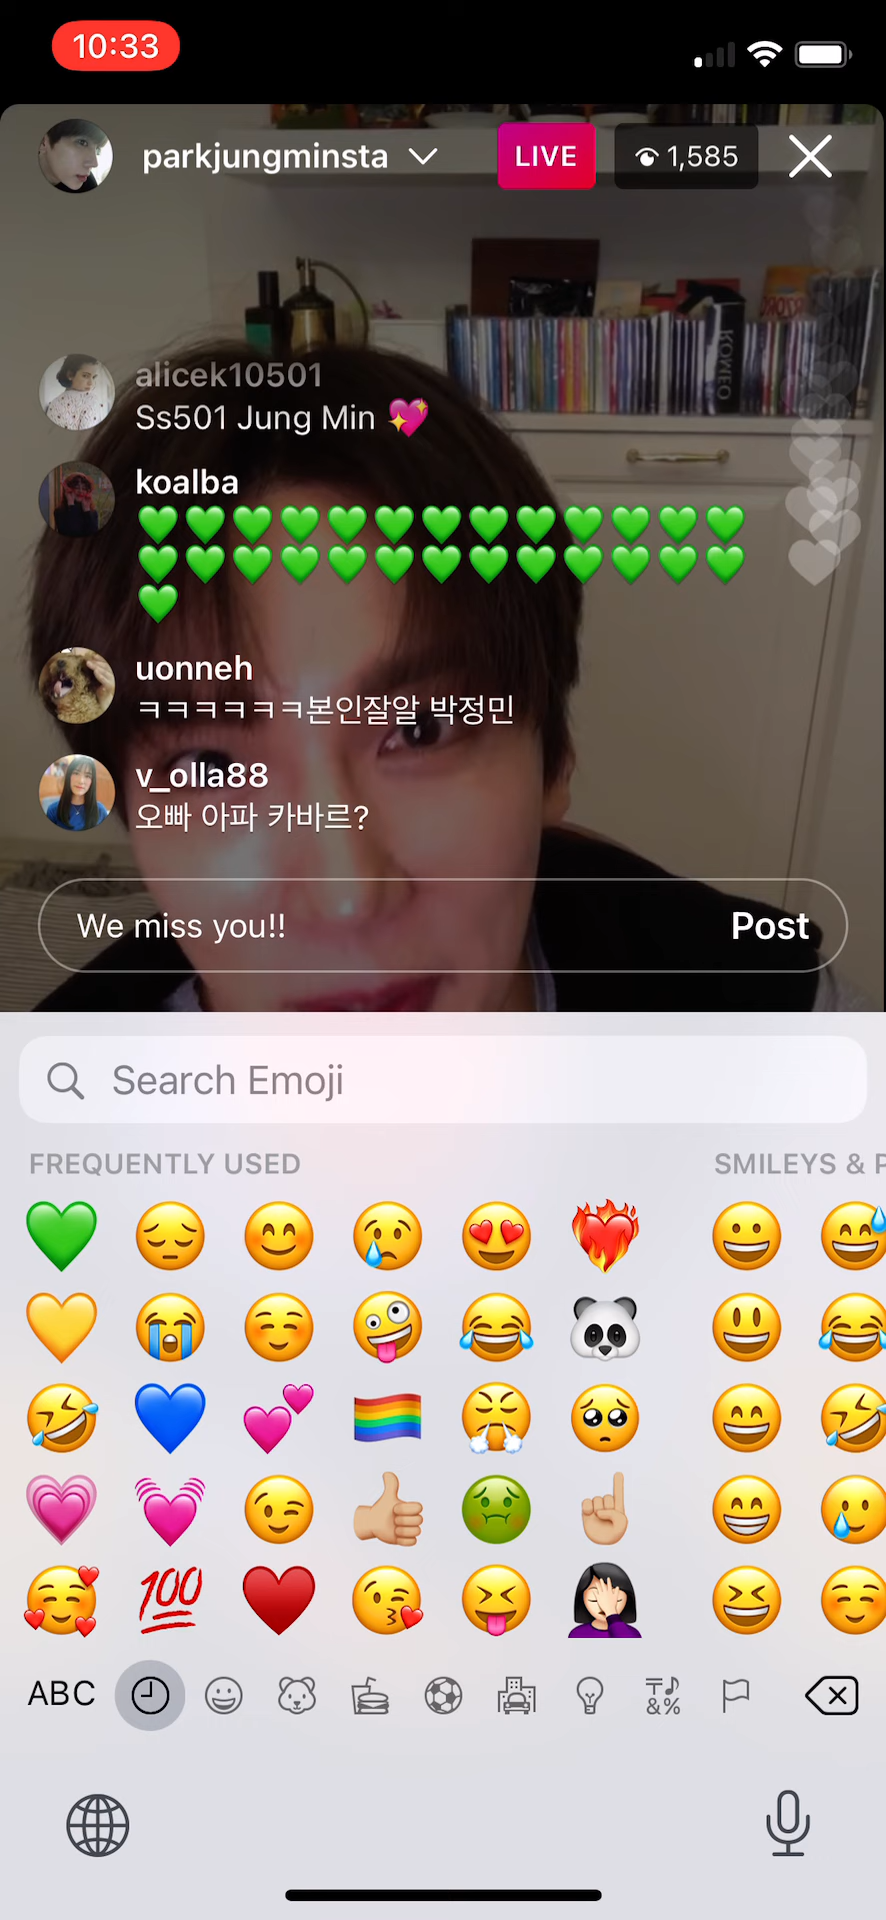 10:33
parkjungminsta
LIVE
1,585
ROMEO
alicek10501
Ss501 Jung Min 💖
koalba
💚💚💚💚💚💚💚💚💚💚💚💚💚
💚💚💚💚💚💚💚💚💚💚💚💚💚
💚
uonneh
ㅋㅋㅋㅋㅋㅋ본인잘알 박정민
v_olla88
오빠 아파 카바르?
We miss you!!
Post
Search Emoji
FREQUENTLY USED
SMILEYS & P
ABC